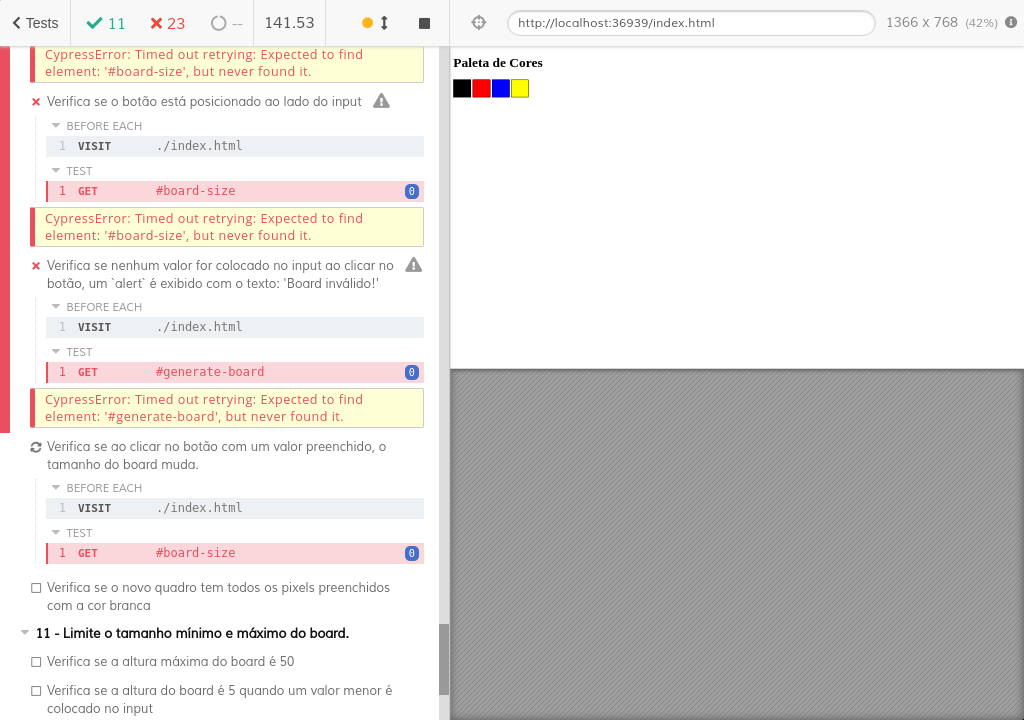 Tests 11 23 -- 141.53 http://localhost:36939/index.html 1366 x 768 (42%)
CypressError: Timed out retrying: Expected to find
element: '#board-size', but never found it.
Verifica se o botão está posicionado ao lado do input
BEFORE EACH
1 VISIT ./index.html
TEST
1 GET #board-size 0
CypressError: Timed out retrying: Expected to find
element: '#board-size', but never found it.
Verifica se nenhum valor for colocado no input ao clicar no
botão, um `alert` é exibido com o texto: 'Board inválido!'
BEFORE EACH
1 VISIT ./index.html
TEST
1 GET #generate-board 0
CypressError: Timed out retrying: Expected to find
element: '#generate-board', but never found it.
Verifica se ao clicar no botão com um valor preenchido, o
tamanho do board muda.
BEFORE EACH
1 VISIT ./index.html
TEST
1 GET #board-size 0
Verifica se o novo quadro tem todos os pixels preenchidos
com a cor branca
11 - Limite o tamanho mínimo e máximo do board.
Verifica se a altura máxima do board é 50
Verifica se a altura do board é 5 quando um valor menor é
colocado no input
Paleta de Cores